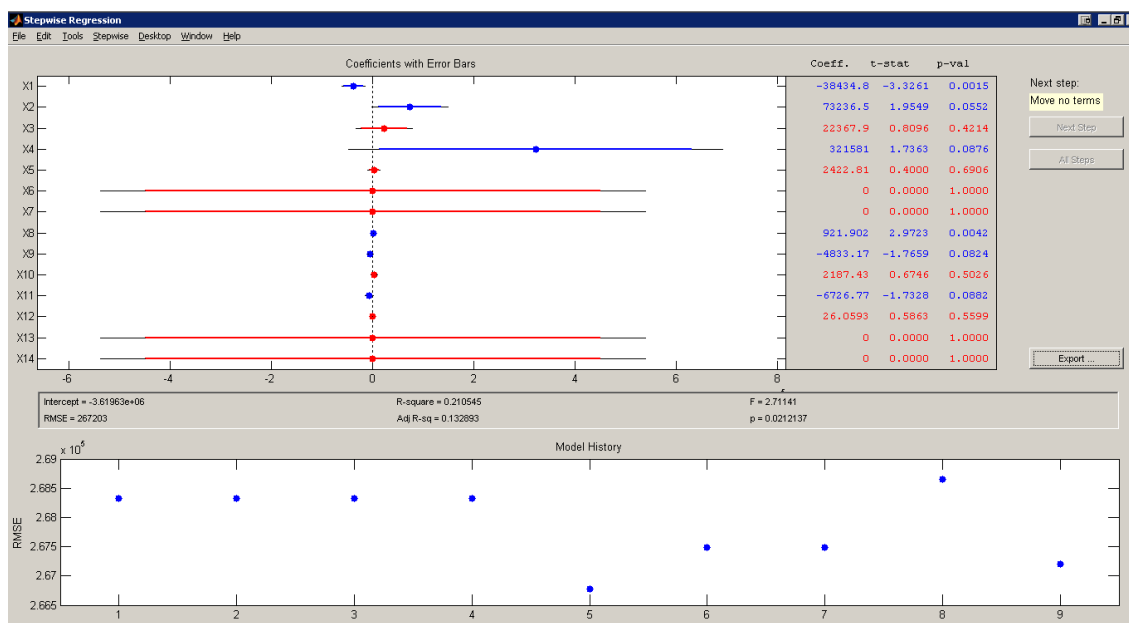 Stepwise Regression
File Edit Tools Stepwise Desktop Window Help
Coefficients with Error Bars
Coeff. t-stat p-val
X1 -38434.8 -3.3261 0.0015
X2 73236.5 1.9549 0.0552
X3 22367.9 0.8096 0.4214
X4 321581 1.7363 0.0876
X5 2422.81 0.4000 0.6906
X6 0 0.0000 1.0000
X7 0 0.0000 1.0000
X8 921.902 2.9723 0.0042
X9 -4833.17 -1.7659 0.0824
X10 2187.43 0.6746 0.5026
X11 -6726.77 -1.7328 0.0882
X12 26.0593 0.5863 0.5599
X13 0 0.0000 1.0000
X14 0 0.0000 1.0000
-6 -4 -2 0 2 4 6 8
Next step:
Move no terms
Next Step
All Steps
Export ...
Intercept = -3.61963e+06 R-square = 0.210545 F = 2.71141
RMSE = 267203 Adj R-sq = 0.132893 p = 0.0212137
Model History
x 10^5
RMSE
2.69
2.685
2.68
2.675
2.67
2.665
1 2 3 4 5 6 7 8 9